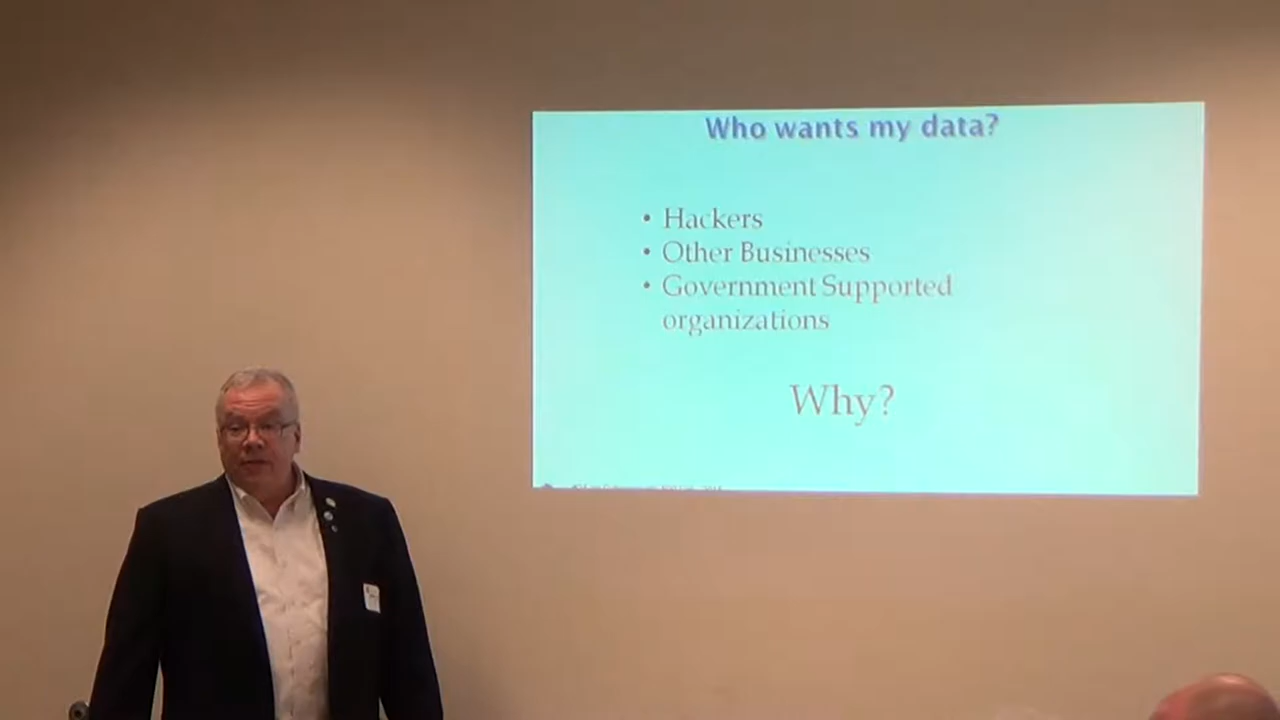 Who wants my data?
• Hackers
• Other Businesses
• Government Supported
organizations
Why?